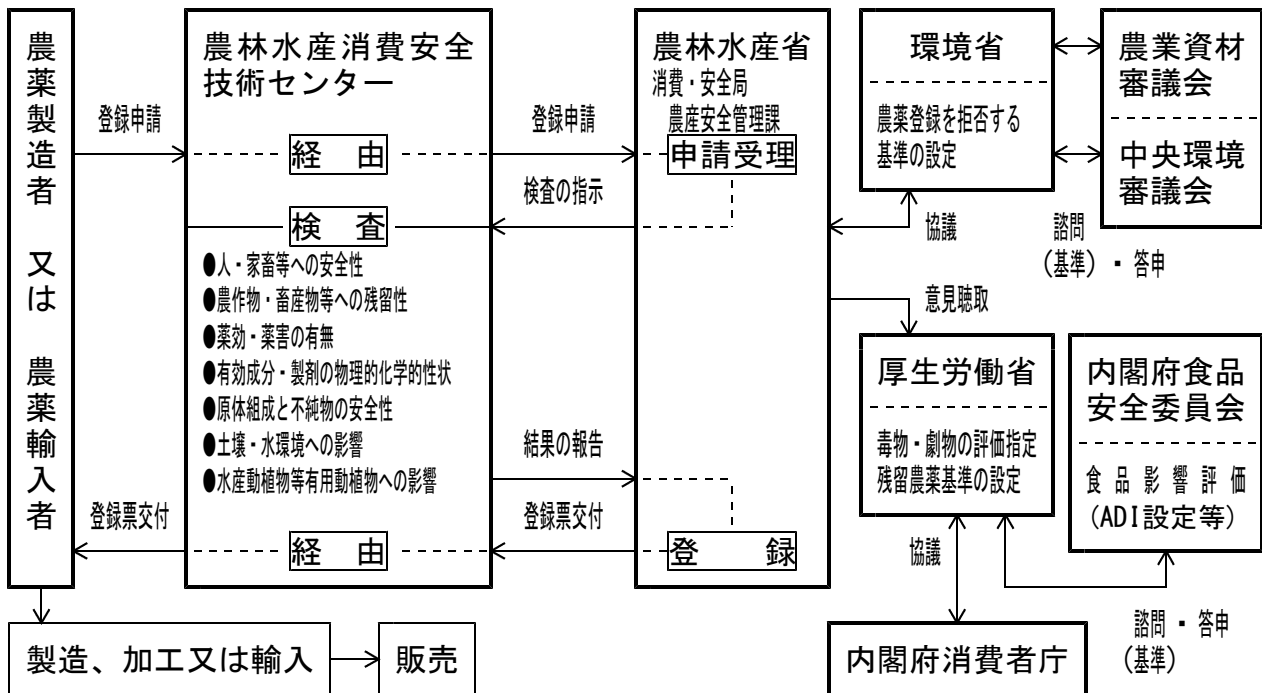 農薬製造者 又は 農薬輸入者
登録申請
登録票交付
農林水産消費安全
技術センター
経 由
検 査
●人・家畜等への安全性
●農作物・畜産物等への残留性
●薬効・薬害の有無
●有効成分・製剤の物理的化学的性状
●原体組成と不純物の安全性
●土壌・水環境への影響
●水産動植物等有用動植物への影響
経 由
登録申請
検査の指示
結果の報告
登録票交付
農林水産省
消費・安全局
農産安全管理課
申請受理
登 録
環境省
農薬登録を拒否する
基準の設定
農業資材
審議会
中央環境
審議会
協議
諮問
（基準）・答申
意見聴取
厚生労働省
毒物・劇物の評価指定
残留農薬基準の設定
内閣府食品
安全委員会
食品影響評価
（ADI設定等）
協議
諮問・答申
（基準）
内閣府消費者庁
製造、加工又は輸入
販売